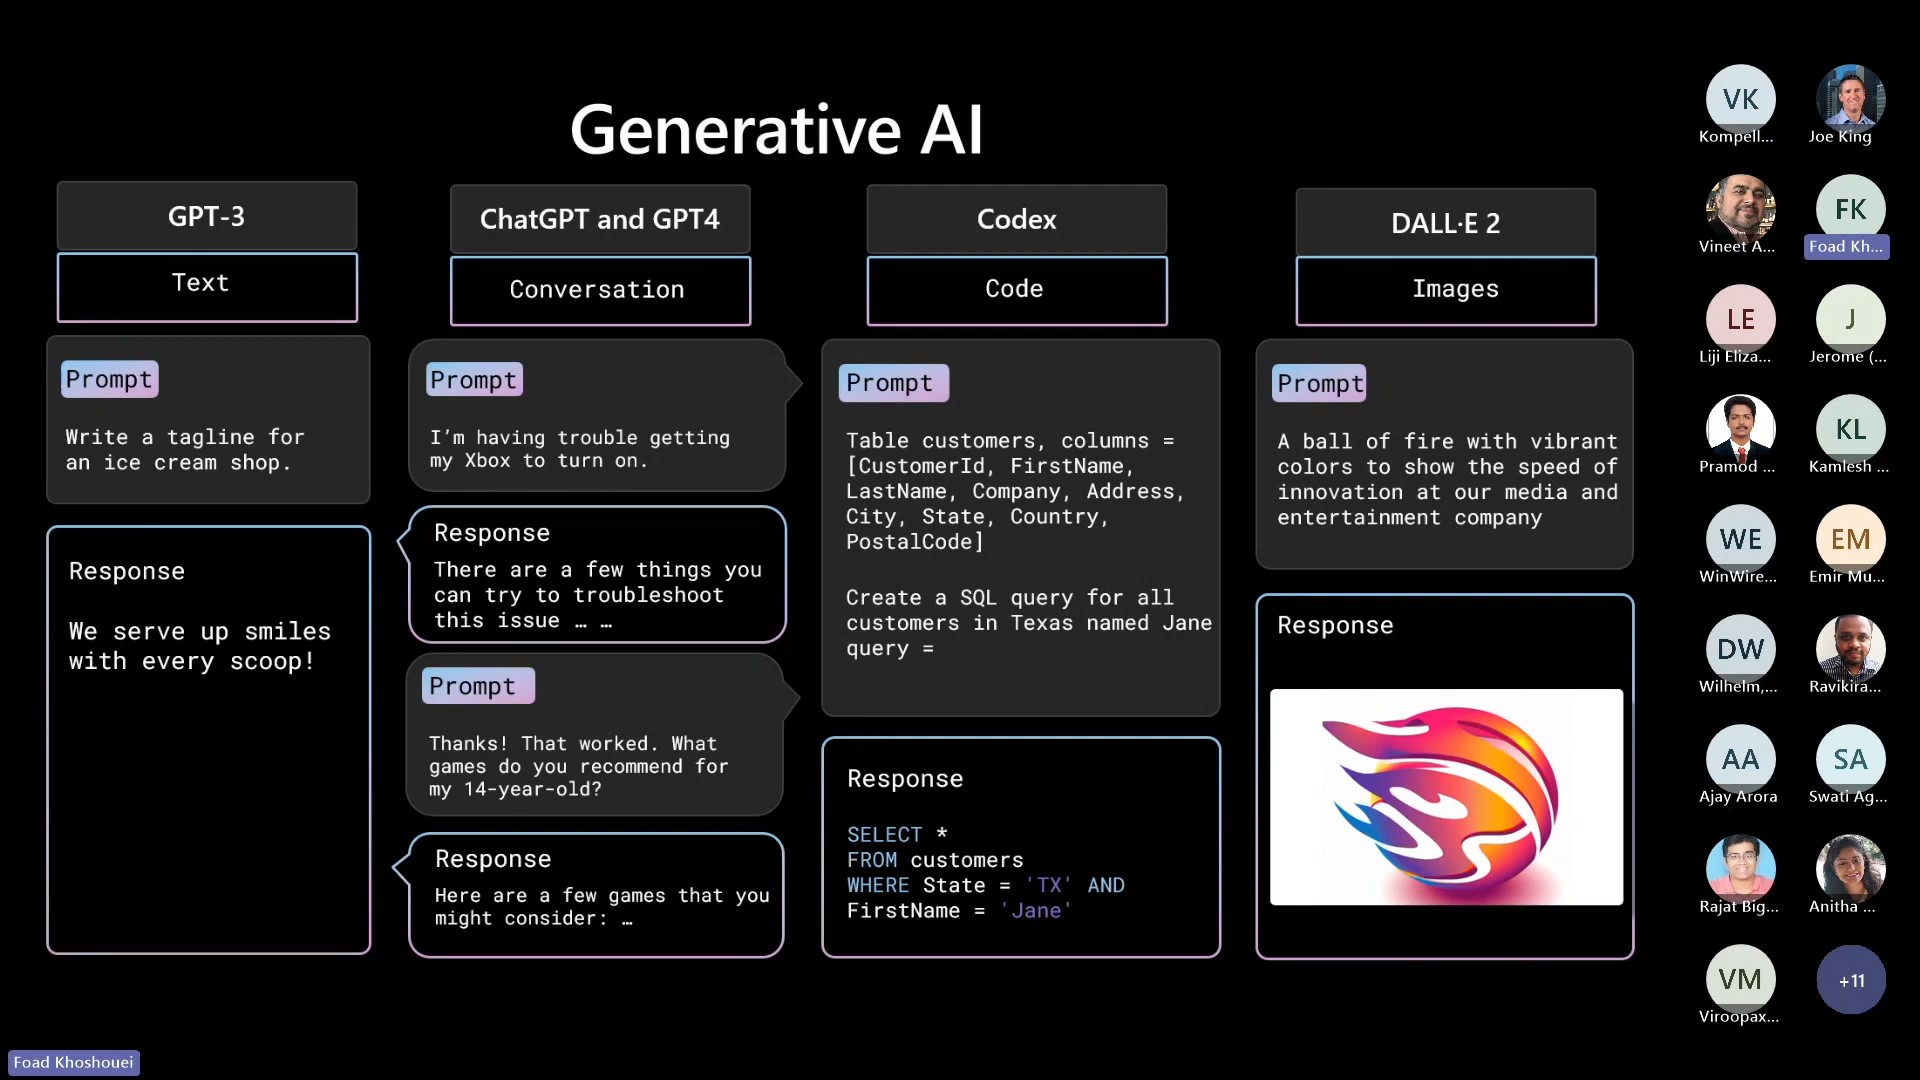 Generative AI
GPT-3
Text
Prompt
Write a tagline for
an ice cream shop.
Response
We serve up smiles
with every scoop!
ChatGPT and GPT4
Conversation
Prompt
I'm having trouble getting
my Xbox to turn on.
Response
There are a few things you
can try to troubleshoot
this issue … …
Prompt
Thanks! That worked. What
games do you recommend for
my 14-year-old?
Response
Here are a few games that you
might consider: …
Codex
Code
Prompt
Table customers, columns =
[CustomerId, FirstName,
LastName, Company, Address,
City, State, Country,
PostalCode]
Create a SQL query for all
customers in Texas named Jane
query =
Response
SELECT *
FROM customers
WHERE State = 'TX' AND
FirstName = 'Jane'
DALL·E 2
Images
Prompt
A ball of fire with vibrant
colors to show the speed of
innovation at our media and
entertainment company
Response
VK
Kompell...
Joe King
Vineet A...
FK
Foad Kh...
LE
Liji Eliza...
J
Jerome (...
Pramod ...
KL
Kamlesh ...
WE
WinWire...
EM
Emir Mu...
DW
Wilhelm,...
Ravikira...
AA
Ajay Arora
SA
Swati Ag...
Rajat Big...
Anitha ...
VM
Viroopax...
+11
Foad Khoshouei